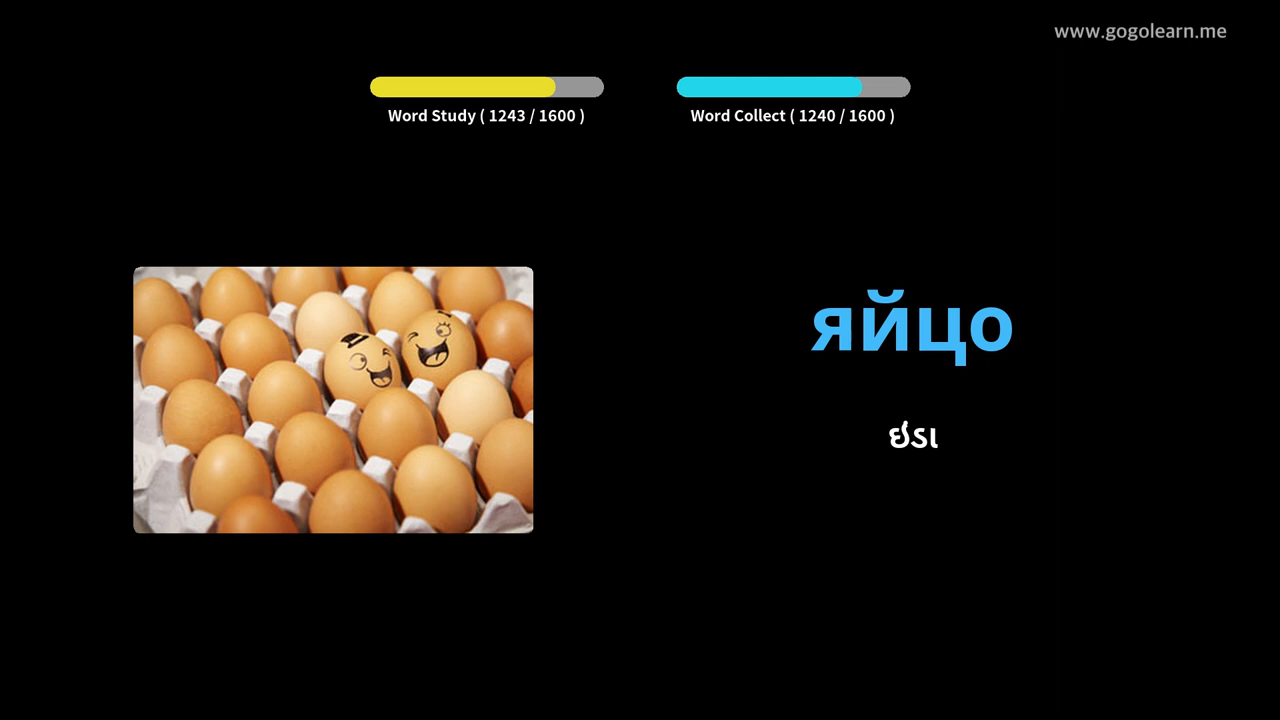 www.gogolearn.me
Word Study ( 1243 / 1600 )
Word Collect ( 1240 / 1600 )
яйцо
ઇંડા